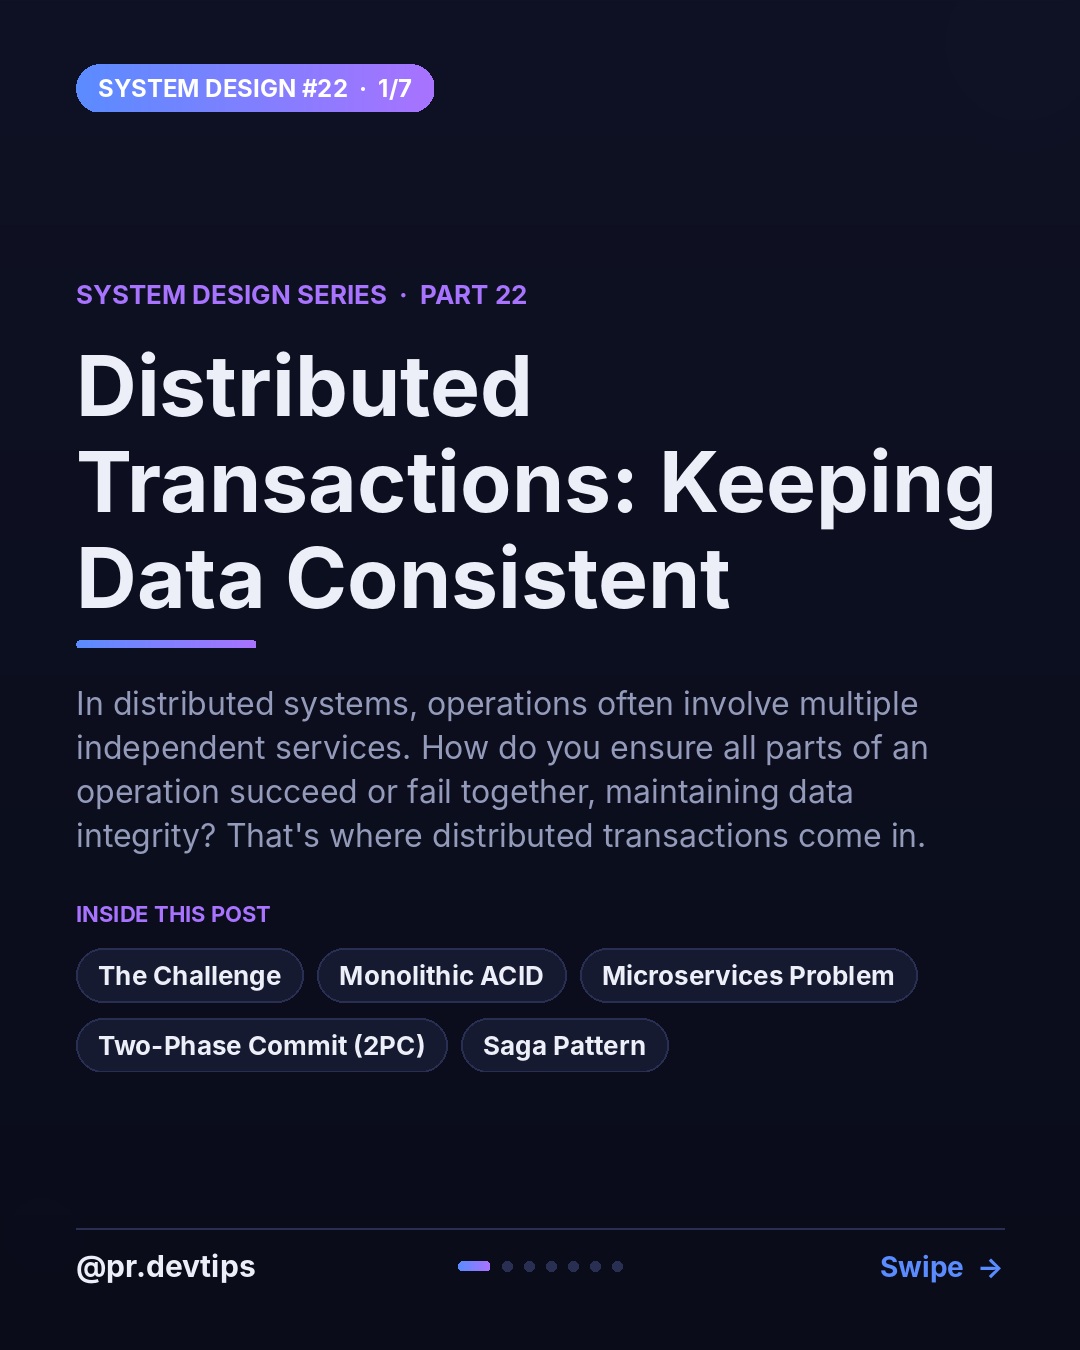 SYSTEM DESIGN #22 · 1/7
SYSTEM DESIGN SERIES · PART 22
Distributed
Transactions: Keeping
Data Consistent
In distributed systems, operations often involve multiple
independent services. How do you ensure all parts of an
operation succeed or fail together, maintaining data
integrity? That's where distributed transactions come in.
INSIDE THIS POST
The Challenge
Monolithic ACID
Microservices Problem
Two-Phase Commit (2PC)
Saga Pattern
@pr.devtips
Swipe →